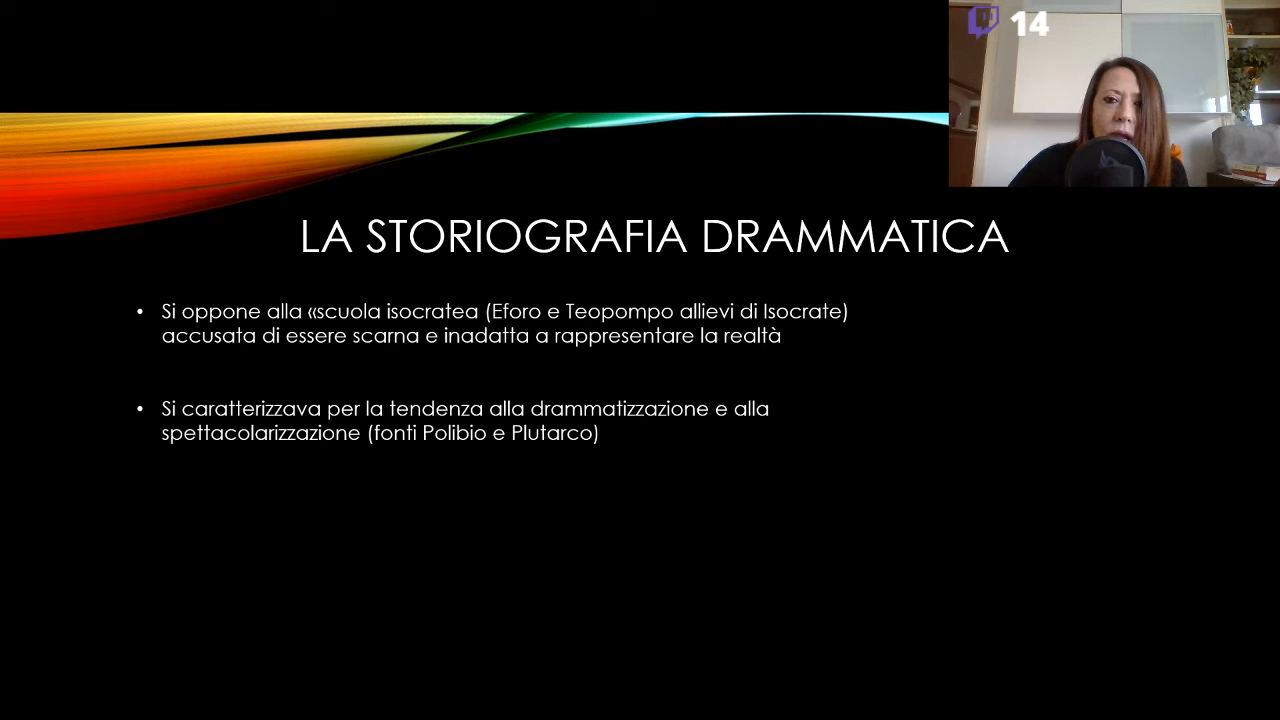 14
LA STORIOGRAFIA DRAMMATICA
• Si oppone alla «scuola isocratea (Eforo e Teopompo allievi di Isocrate)
accusata di essere scarna e inadatta a rappresentare la realtà
• Si caratterizzava per la tendenza alla drammatizzazione e alla
spettacolarizzazione (fonti Polibio e Plutarco)